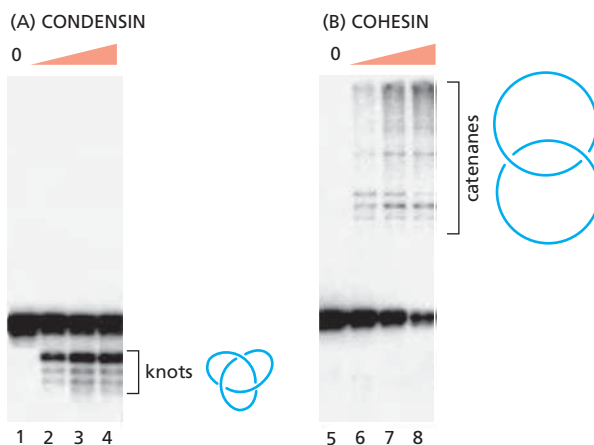 (A) CONDENSIN
0
knots
1 2 3 4
(B) COHESIN
0
catenanes
5 6 7 8